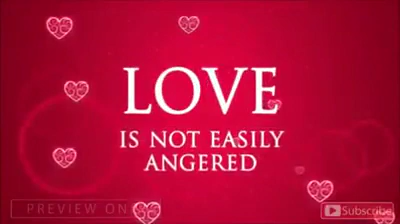 LOVE
IS NOT EASILY
ANGERED
PREVIEW ON
Subscribe